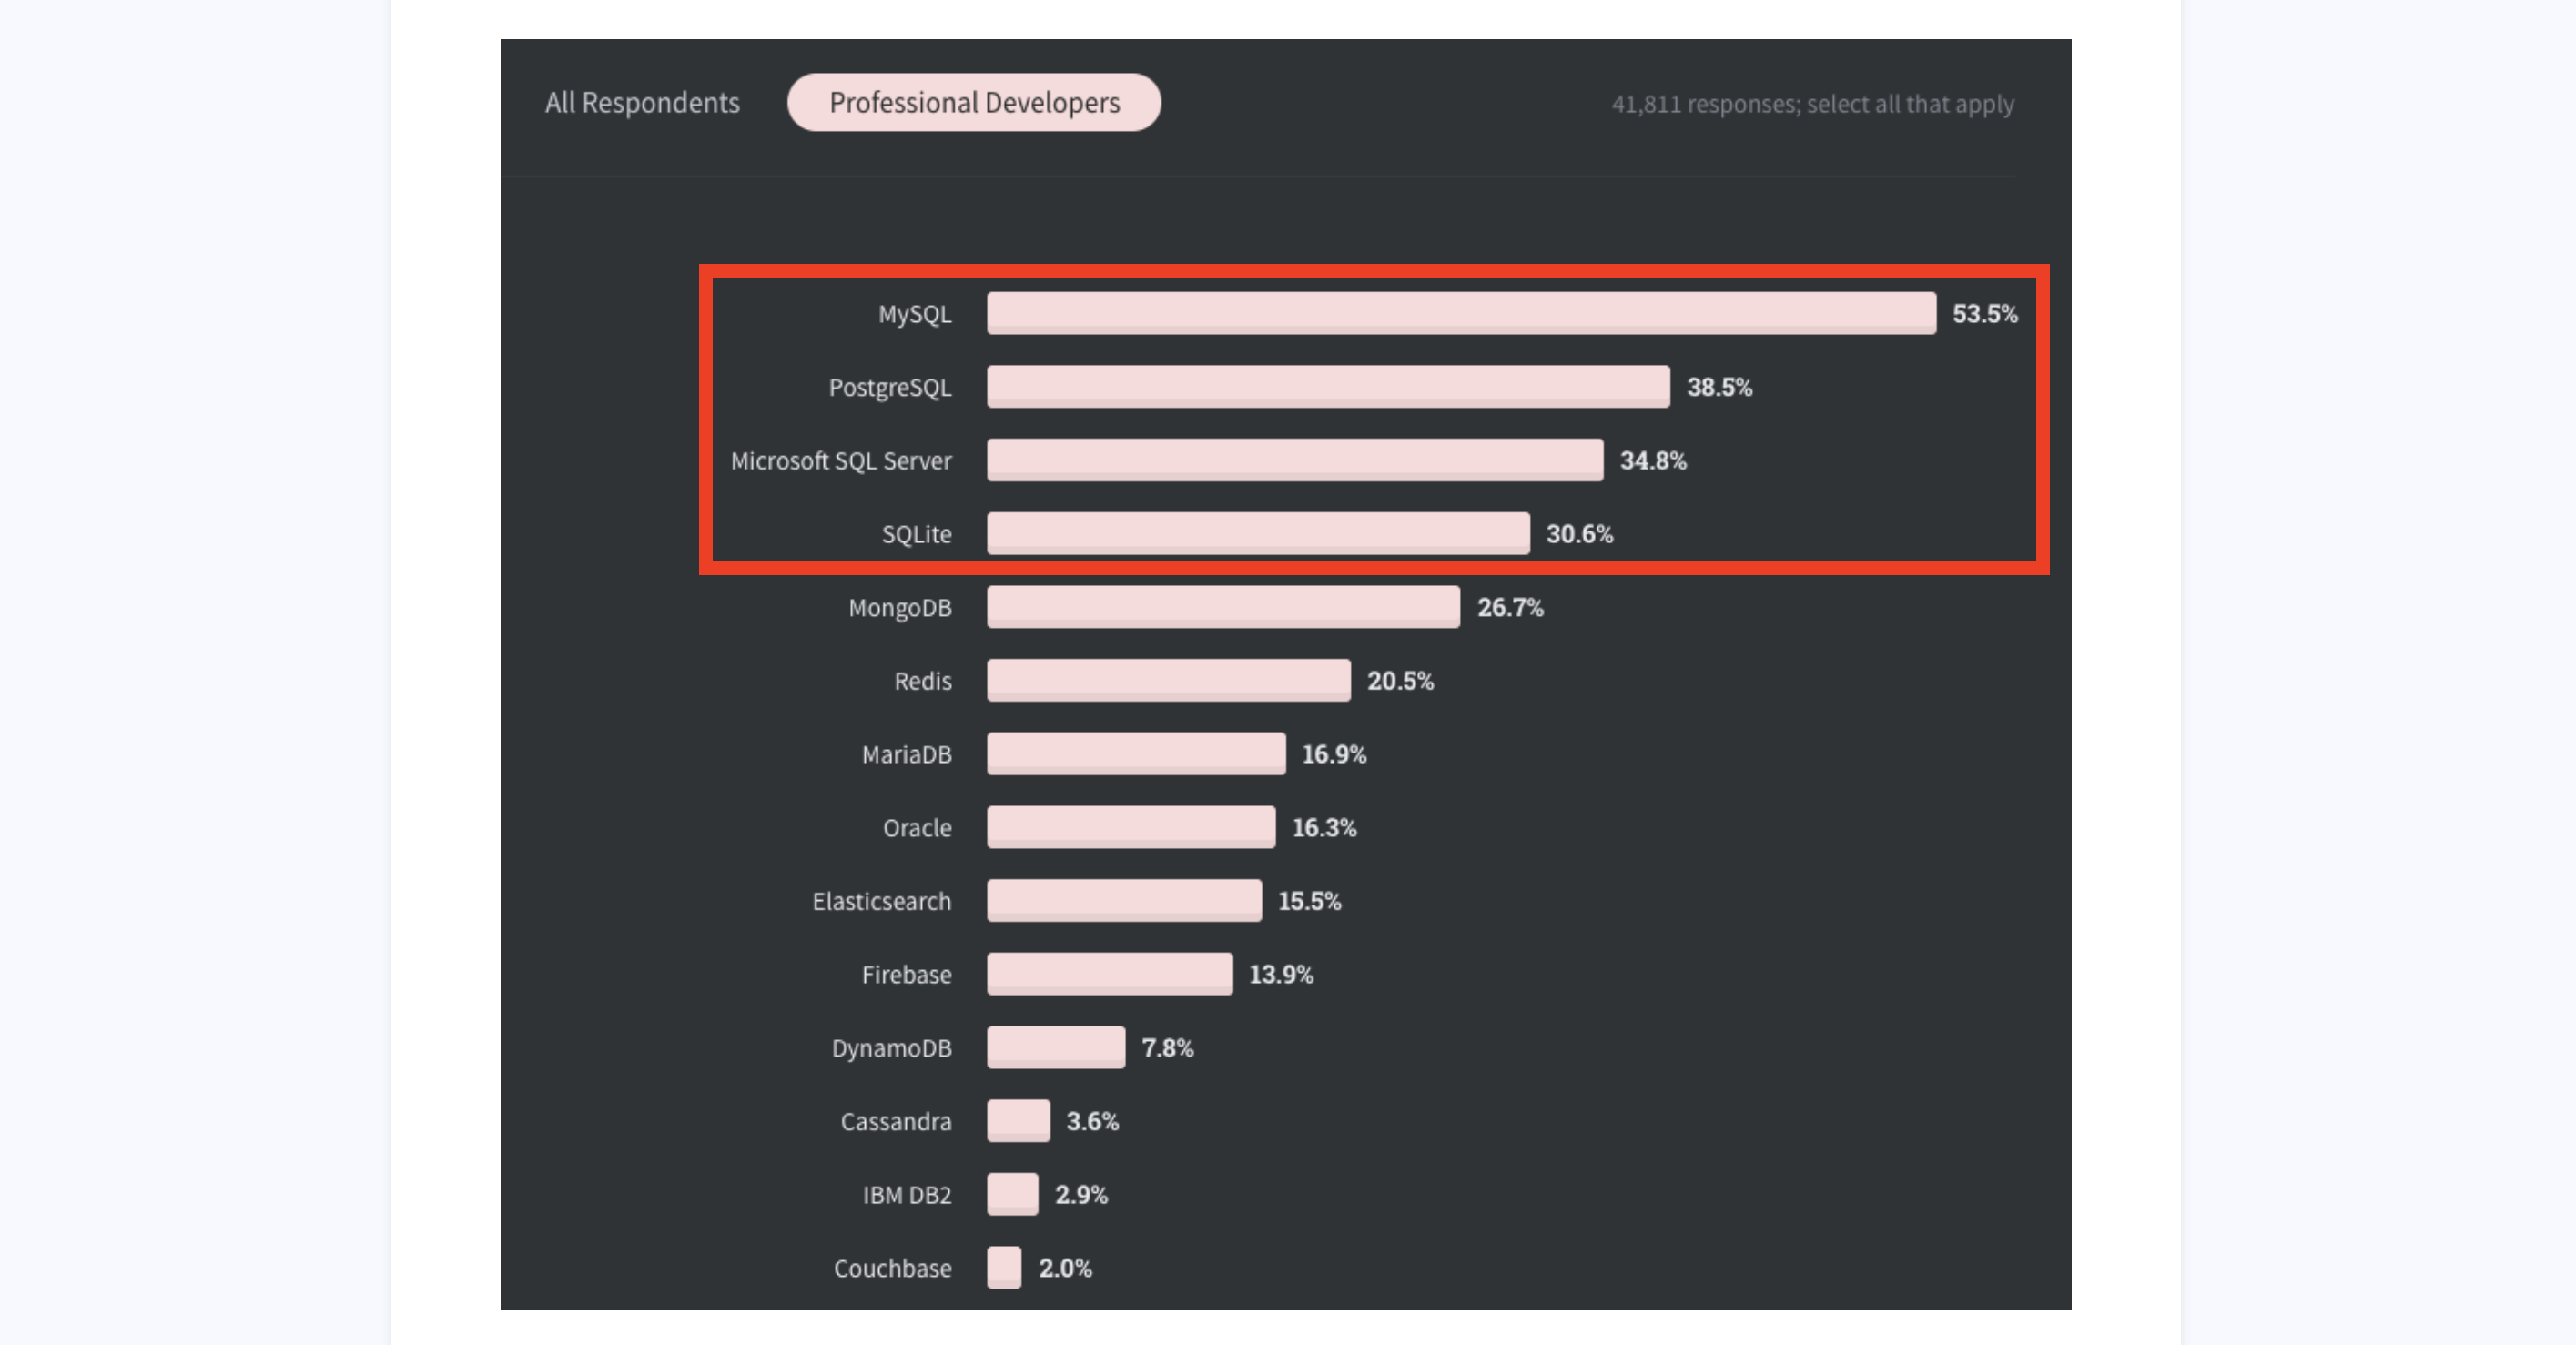 All Respondents Professional Developers 41,811 responses; select all that apply
MySQL 53.5%
PostgreSQL 38.5%
Microsoft SQL Server 34.8%
SQLite 30.6%
MongoDB 26.7%
Redis 20.5%
MariaDB 16.9%
Oracle 16.3%
Elasticsearch 15.5%
Firebase 13.9%
DynamoDB 7.8%
Cassandra 3.6%
IBM DB2 2.9%
Couchbase 2.0%